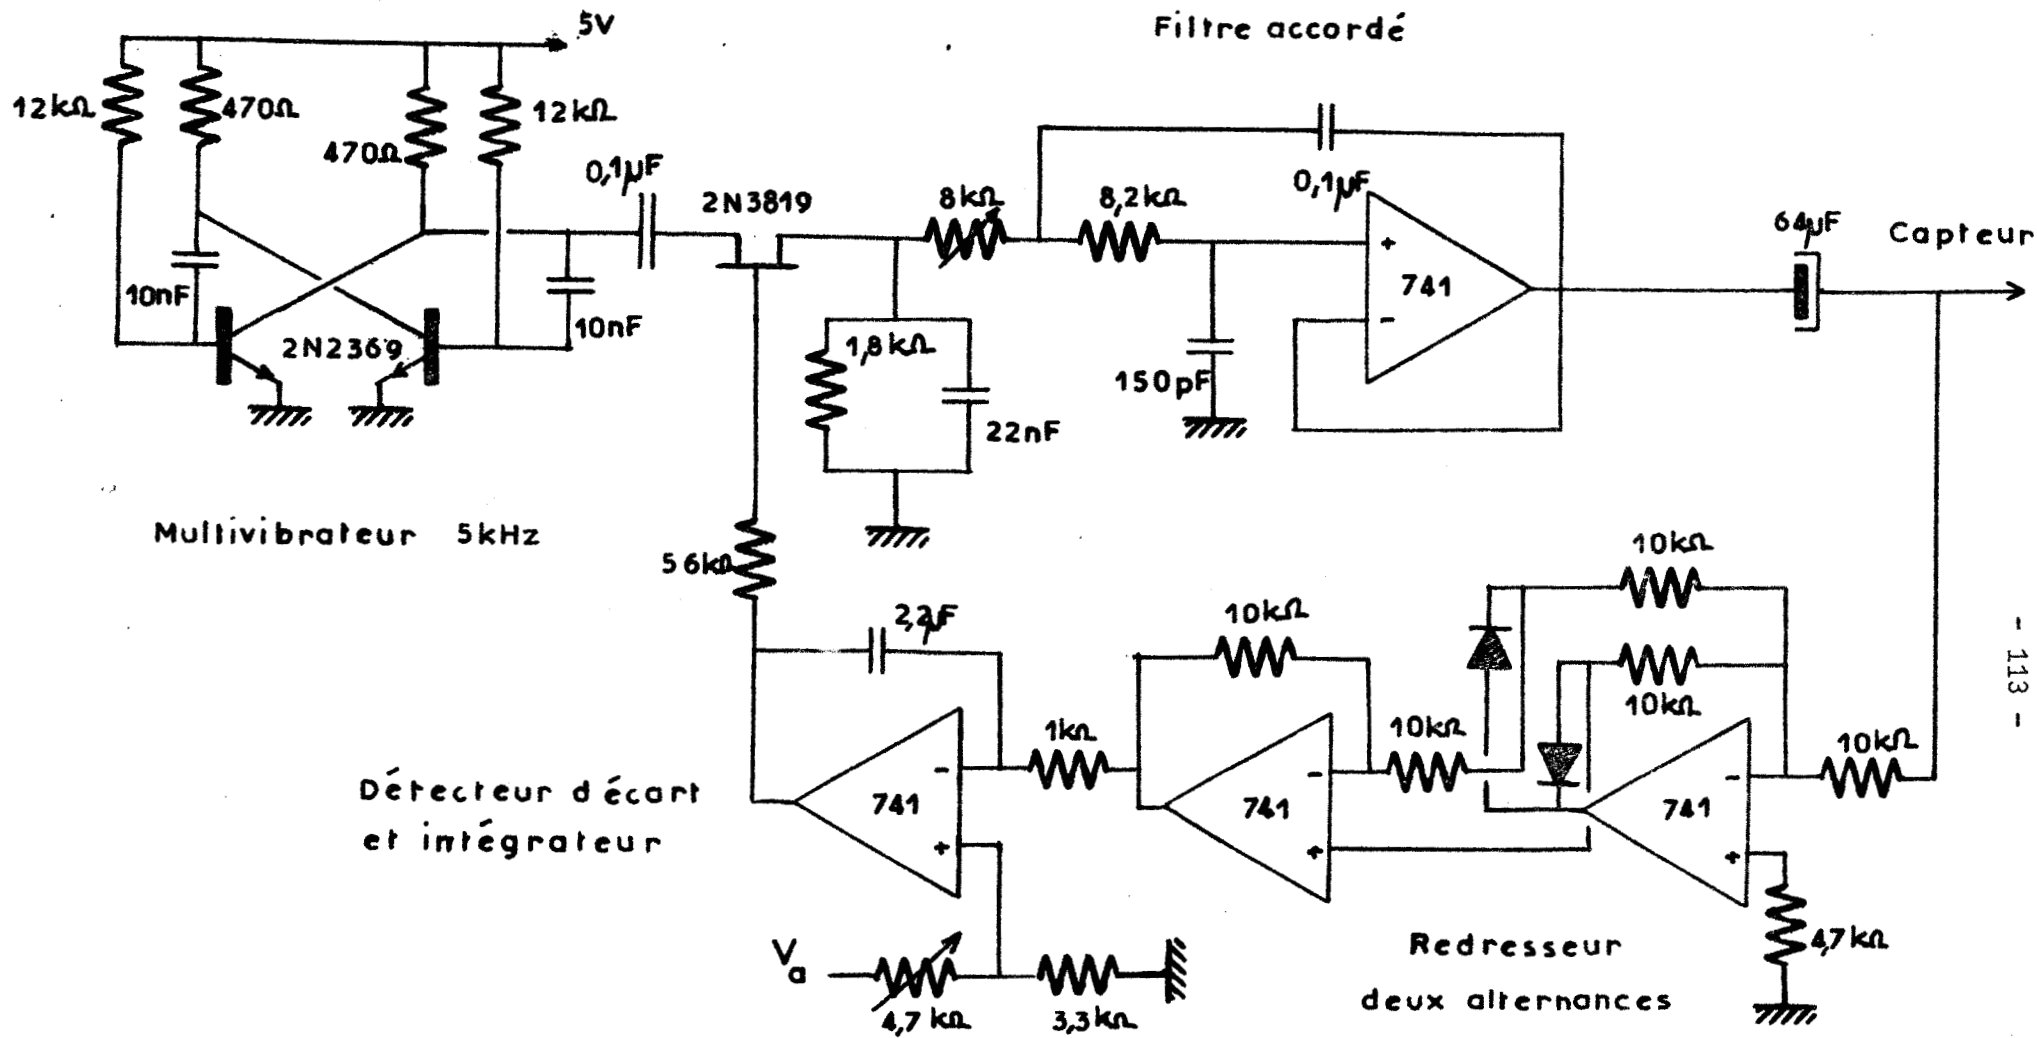 5V
Filtre accordé
12kΩ
470Ω
470Ω
12kΩ
0,1µF
2N3819
8kΩ
8,2kΩ
0,1µF
64µF
Capteur
741
+
-
10nF
10nF
2N2369
1,8kΩ
150pF
22nF
Multivibrateur 5kHz
56kΩ
10kΩ
2,2µF
10kΩ
10kΩ
1kΩ
10kΩ
10kΩ
- 113 -
Détecteur d'écart
et intégrateur
-
741
+
-
741
+
-
741
+
Va
4,7kΩ
3,3kΩ
4,7kΩ
Redresseur
deux alternances